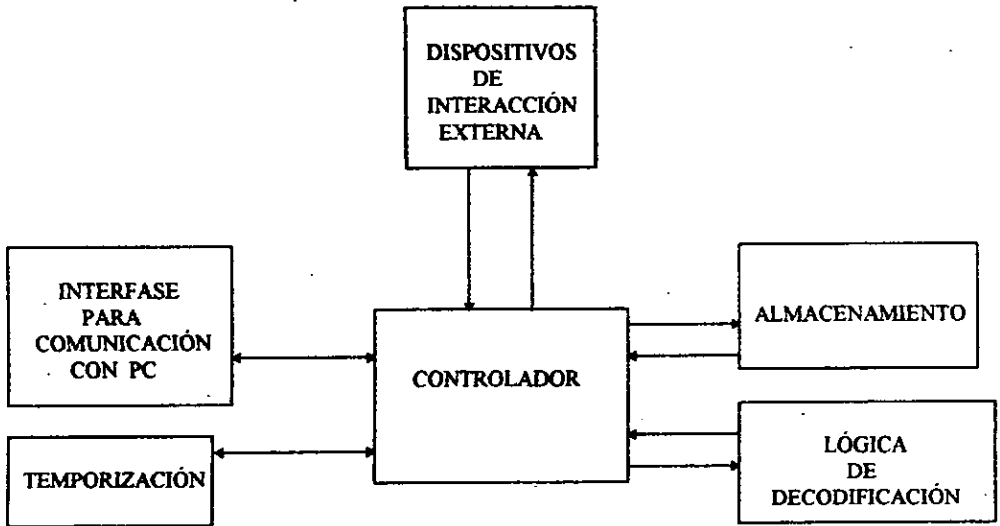 DISPOSITIVOS
DE
INTERACCIÓN
EXTERNA
INTERFASE
PARA
COMUNICACIÓN
CON PC
ALMACENAMIENTO
CONTROLADOR
TEMPORIZACIÓN
LÓGICA
DE
DECODIFICACIÓN